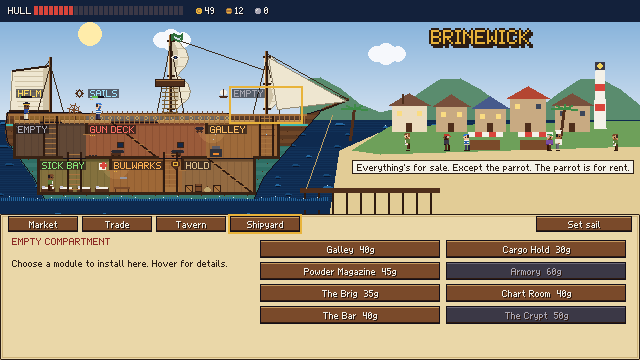 HULL 49 12 0
BRINEWICK
HELM SAILS EMPTY
EMPTY GUN DECK GALLEY
SICK BAY BULWARKS HOLD
Everything's for sale. Except the parrot. The parrot is for rent.
Market Trade Tavern Shipyard Set sail
EMPTY COMPARTMENT
Choose a module to install here. Hover for details.
Galley 40g Cargo Hold 30g
Powder Magazine 45g Armory 60g
The Brig 35g Chart Room 40g
The Bar 40g The Crypt 50g